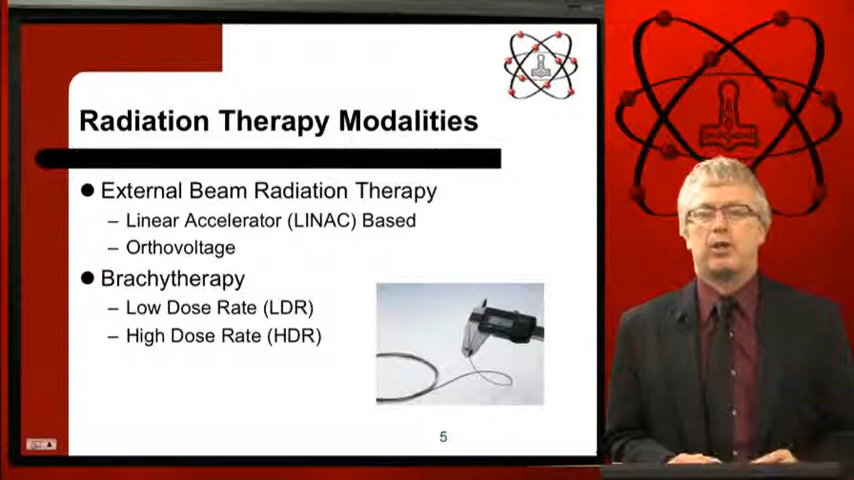 Radiation Therapy Modalities
● External Beam Radiation Therapy
– Linear Accelerator (LINAC) Based
– Orthovoltage
● Brachytherapy
– Low Dose Rate (LDR)
– High Dose Rate (HDR)
5